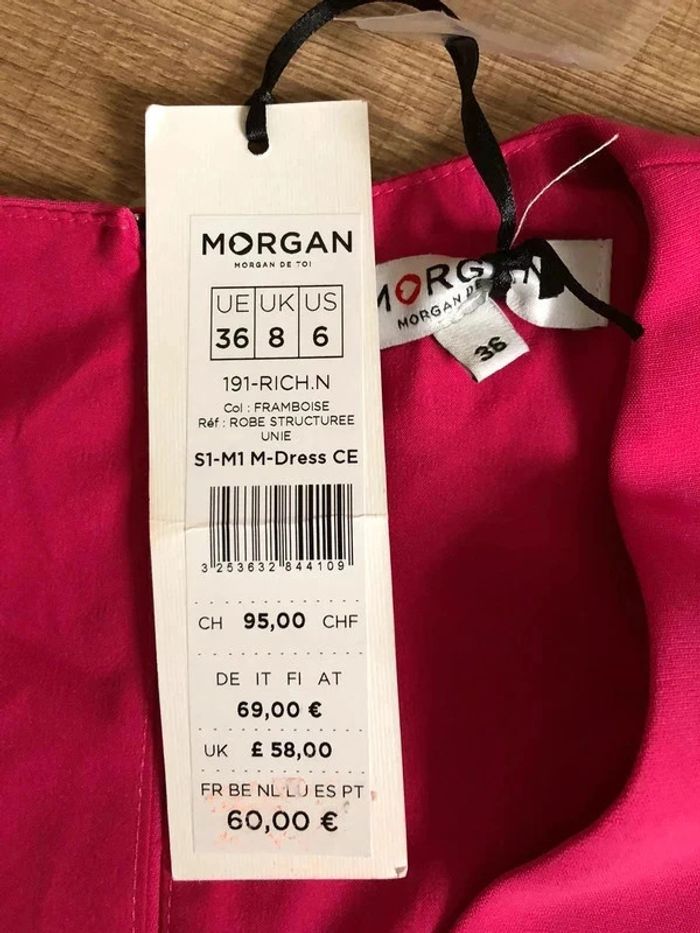 MORGAN
MORGAN DE TOI
UE UK US
36 8 6
191-RICH.N
Col : FRAMBOISE
Réf : ROBE STRUCTUREE
UNIE
S1-M1 M-Dress CE
3 253632 844109
CH 95,00 CHF
DE IT FI AT
69,00 €
UK £ 58,00
FR BE NL LU ES PT
60,00 €
MORGAN
MORGAN DE
36